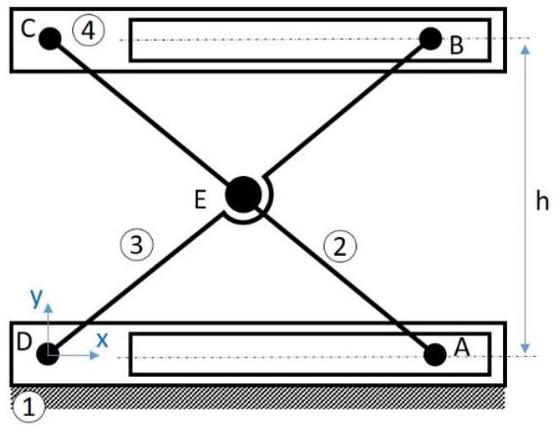 C ④ B
E h
③ ②
y
D x A
①